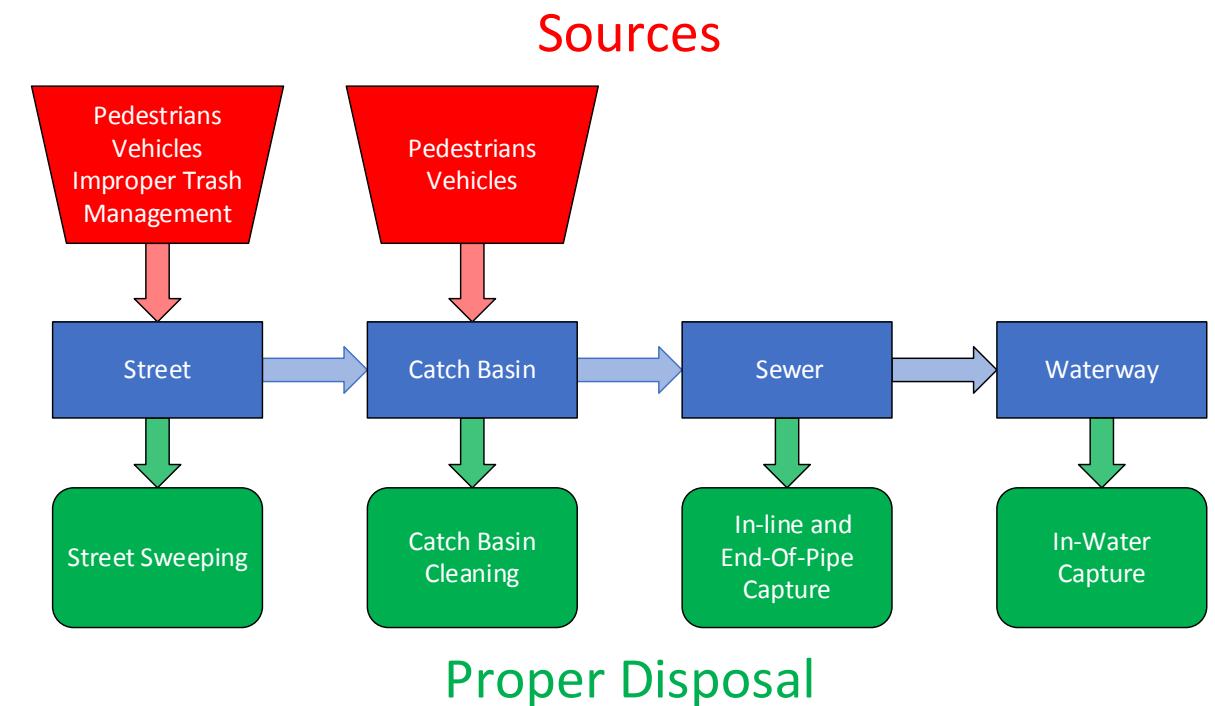 Sources
Pedestrians
Vehicles
Improper Trash
Management
Pedestrians
Vehicles
Street
Catch Basin
Sewer
Waterway
Street Sweeping
Catch Basin
Cleaning
In-line and
End-Of-Pipe
Capture
In-Water
Capture
Proper Disposal